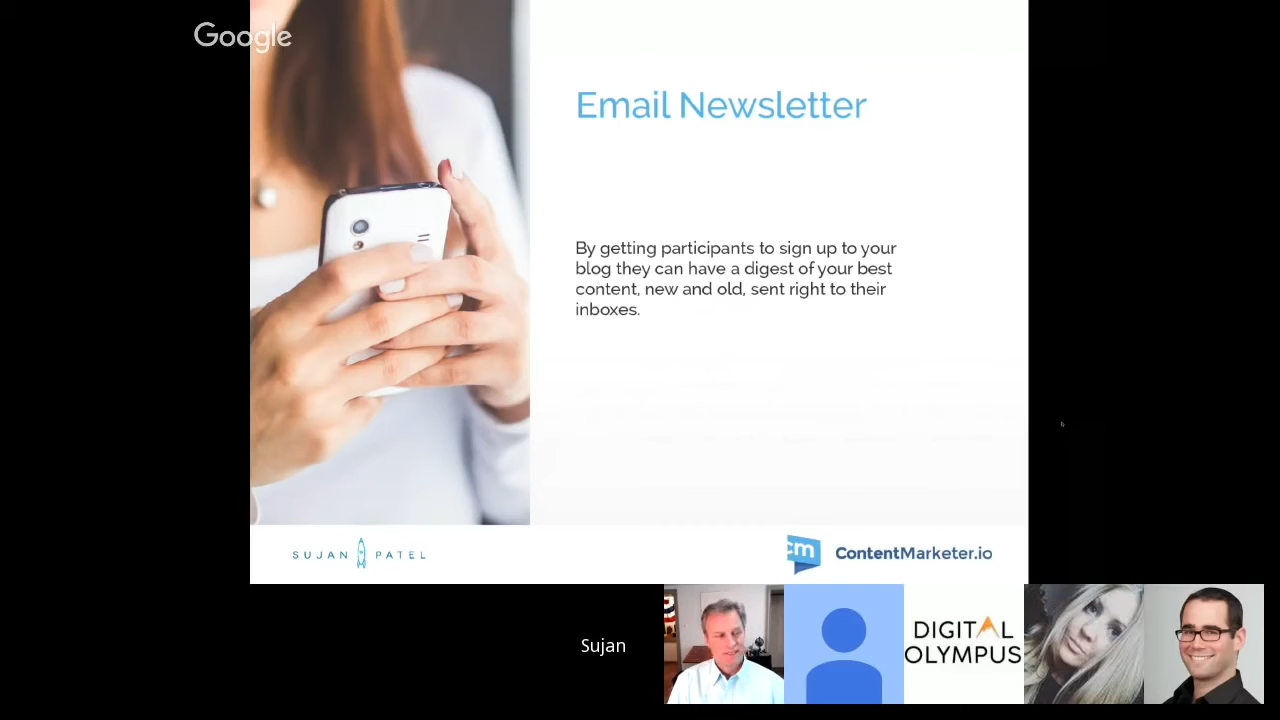 Google
Email Newsletter
By getting participants to sign up to your
blog they can have a digest of your best
content, new and old, sent right to their
inboxes.
SUJAN PATEL
cm ContentMarketer.io
Sujan
DIGITAL
OLYMPUS